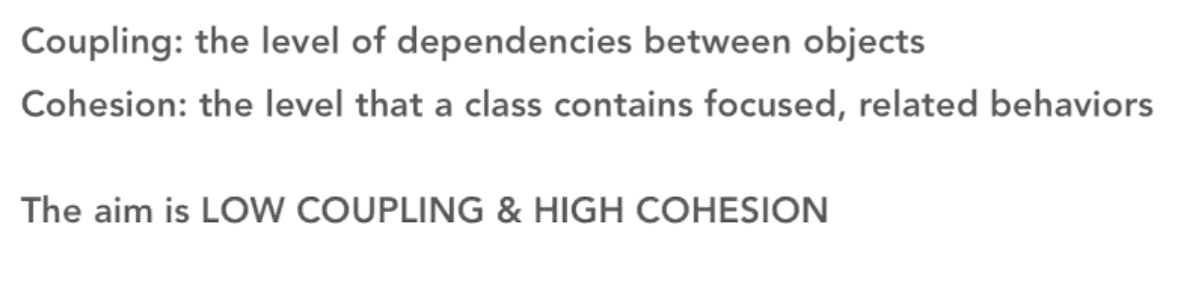 Coupling: the level of dependencies between objects
Cohesion: the level that a class contains focused, related behaviors
The aim is LOW COUPLING & HIGH COHESION